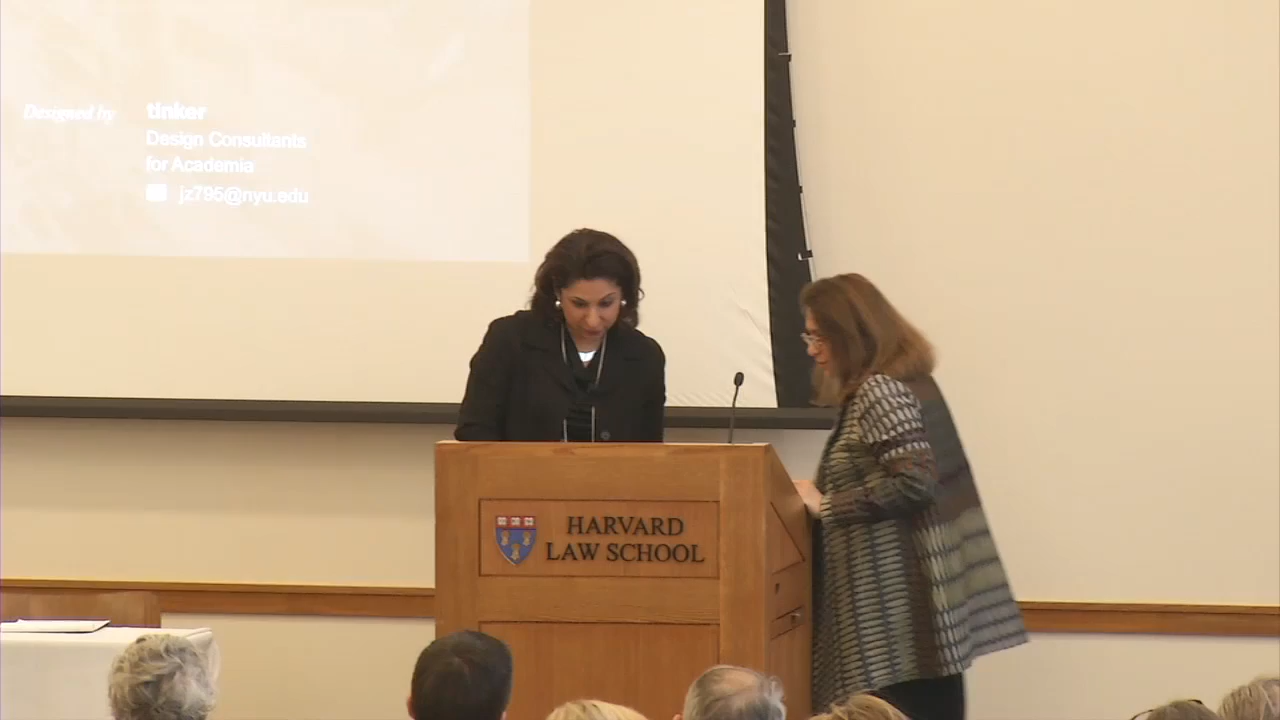 Designed by tinker
Design Consultants
for Academia
jz795@nyu.edu
HARVARD
LAW SCHOOL